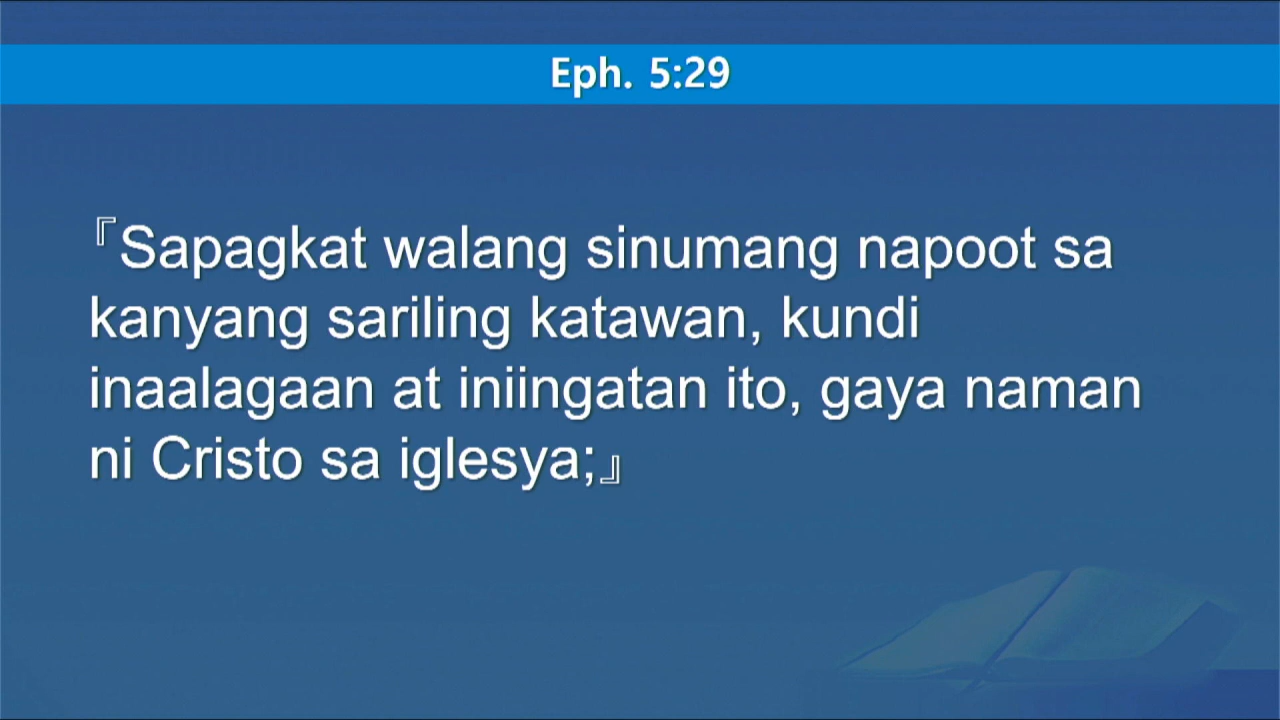 Eph. 5:29
『Sapagkat walang sinumang napoot sa
kanyang sariling katawan, kundi
inaalagaan at iniingatan ito, gaya naman
ni Cristo sa iglesya;』